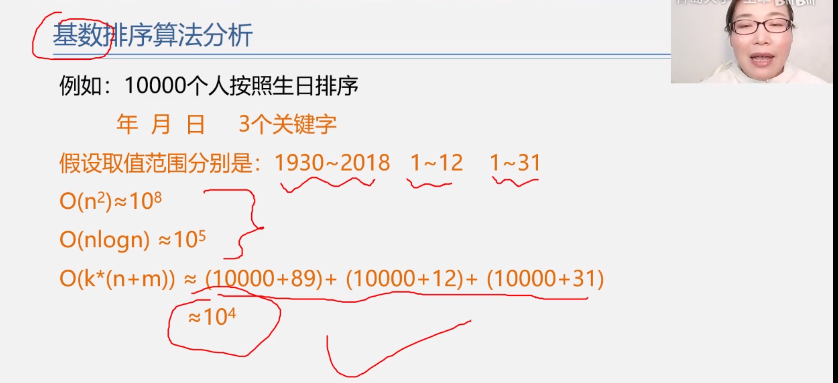 基数排序算法分析
例如：10000个人按照生日排序
年 月 日 3个关键字
假设取值范围分别是：1930~2018 1~12 1~31
O(n²)≈10⁸
O(nlogn) ≈10⁵
O(k*(n+m)) ≈ (10000+89)+ (10000+12)+ (10000+31)
≈10⁴